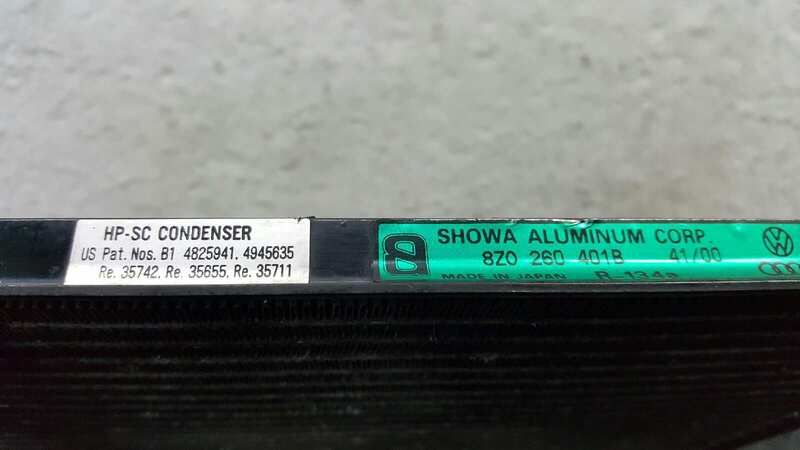 HP-SC CONDENSER
US Pat. Nos. B1 4825941, 4945635
Re. 35742, Re. 35655, Re. 35711
SHOWA ALUMINUM CORP.
8Z0 260 401B 41/00
MADE IN JAPAN R-134a